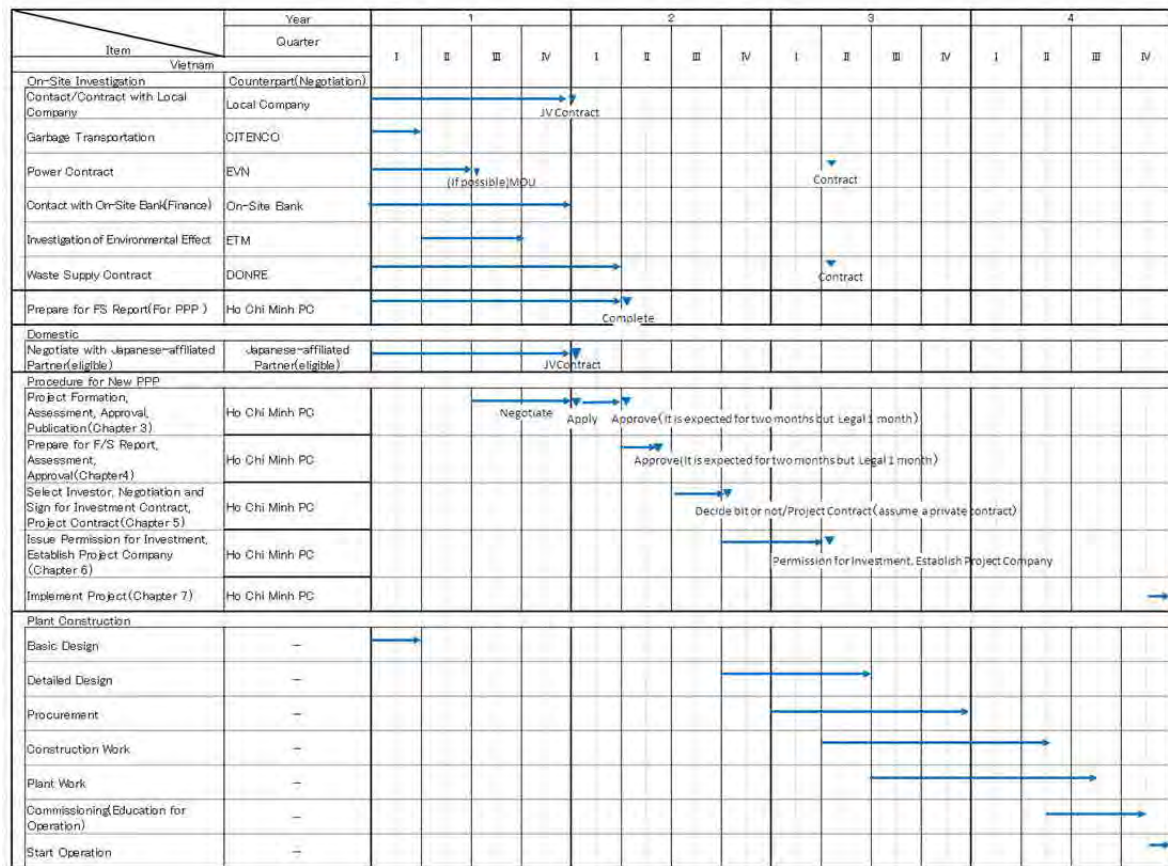 Year
1
2
3
4
Item
Quarter
I
II
III
IV
I
II
III
IV
I
II
III
IV
I
II
III
IV
Vietnam
On-Site Investigation
Counterpart(Negotiation)
Contact/Contract with Local
Company
Local Company
JV Contract
Garbage Transportation
CITENCO
Power Contract
EVN
(If possible)MOU
Contract
Contact with On-Site Bank(Finance)
On-Site Bank
Investigation of Environmental Effect
ETM
Waste Supply Contract
DONRE
Contract
Prepare for FS Report(For PPP )
Ho Chi Minh PC
Complete
Domestic
Negotiate with Japanese-affiliated
Partner(eligible)
Japanese-affiliated
Partner(eligible)
JVContract
Procedure for New PPP
Project Formation,
Assessment, Approval,
Publication(Chapter 3)
Ho Chi Minh PC
Negotiate
Apply
Approve(It is expected for two months but Legal 1 month)
Prepare for F/S Report,
Assessment,
Approval(Chapter4)
Ho Chi Minh PC
Approve(It is expected for two months but Legal 1 month)
Select Investor, Negotiation and
Sign for Investment Contract,
Project Contract(Chapter 5)
Ho Chi Minh PC
Decide bit or not/Project Contract(assume a private contract)
Issue Permission for Investment,
Establish Project Company
(Chapter 6)
Ho Chi Minh PC
Permission for Investment, Establish Project Company
Implement Project(Chapter 7)
Ho Chi Minh PC
Plant Construction
Basic Design
–
Detailed Design
–
Procurement
–
Construction Work
–
Plant Work
–
Commissioning(Education for
Operation)
–
Start Operation
–